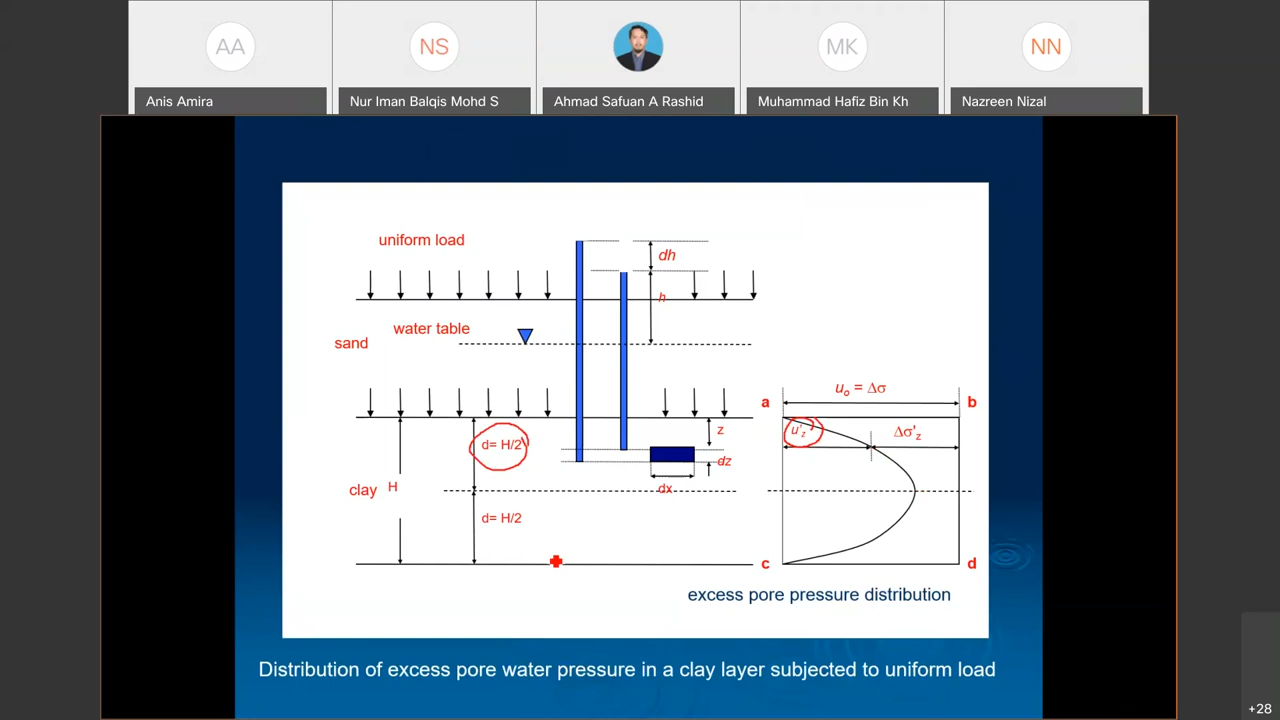 AA
NS
MK
NN
Anis Amira
Nur Iman Balqis Mohd S
Ahmad Safuan A Rashid
Muhammad Hafiz Bin Kh
Nazreen Nizal
uniform load
dh
h
water table
sand
a
u₀ = Δσ
b
d= H/2
z
u'z
Δσ'z
dz
clay H
dx
d= H/2
c
d
excess pore pressure distribution
Distribution of excess pore water pressure in a clay layer subjected to uniform load
+28